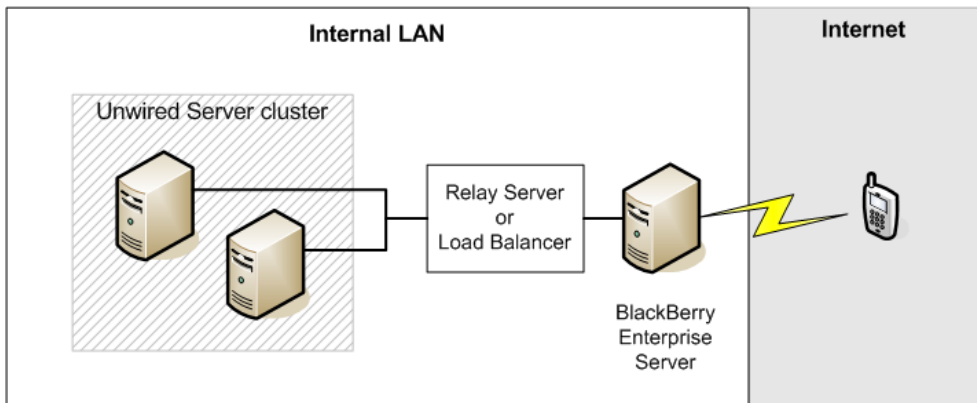 Internal LAN
Internet
Unwired Server cluster
Relay Server
or
Load Balancer
BlackBerry
Enterprise
Server